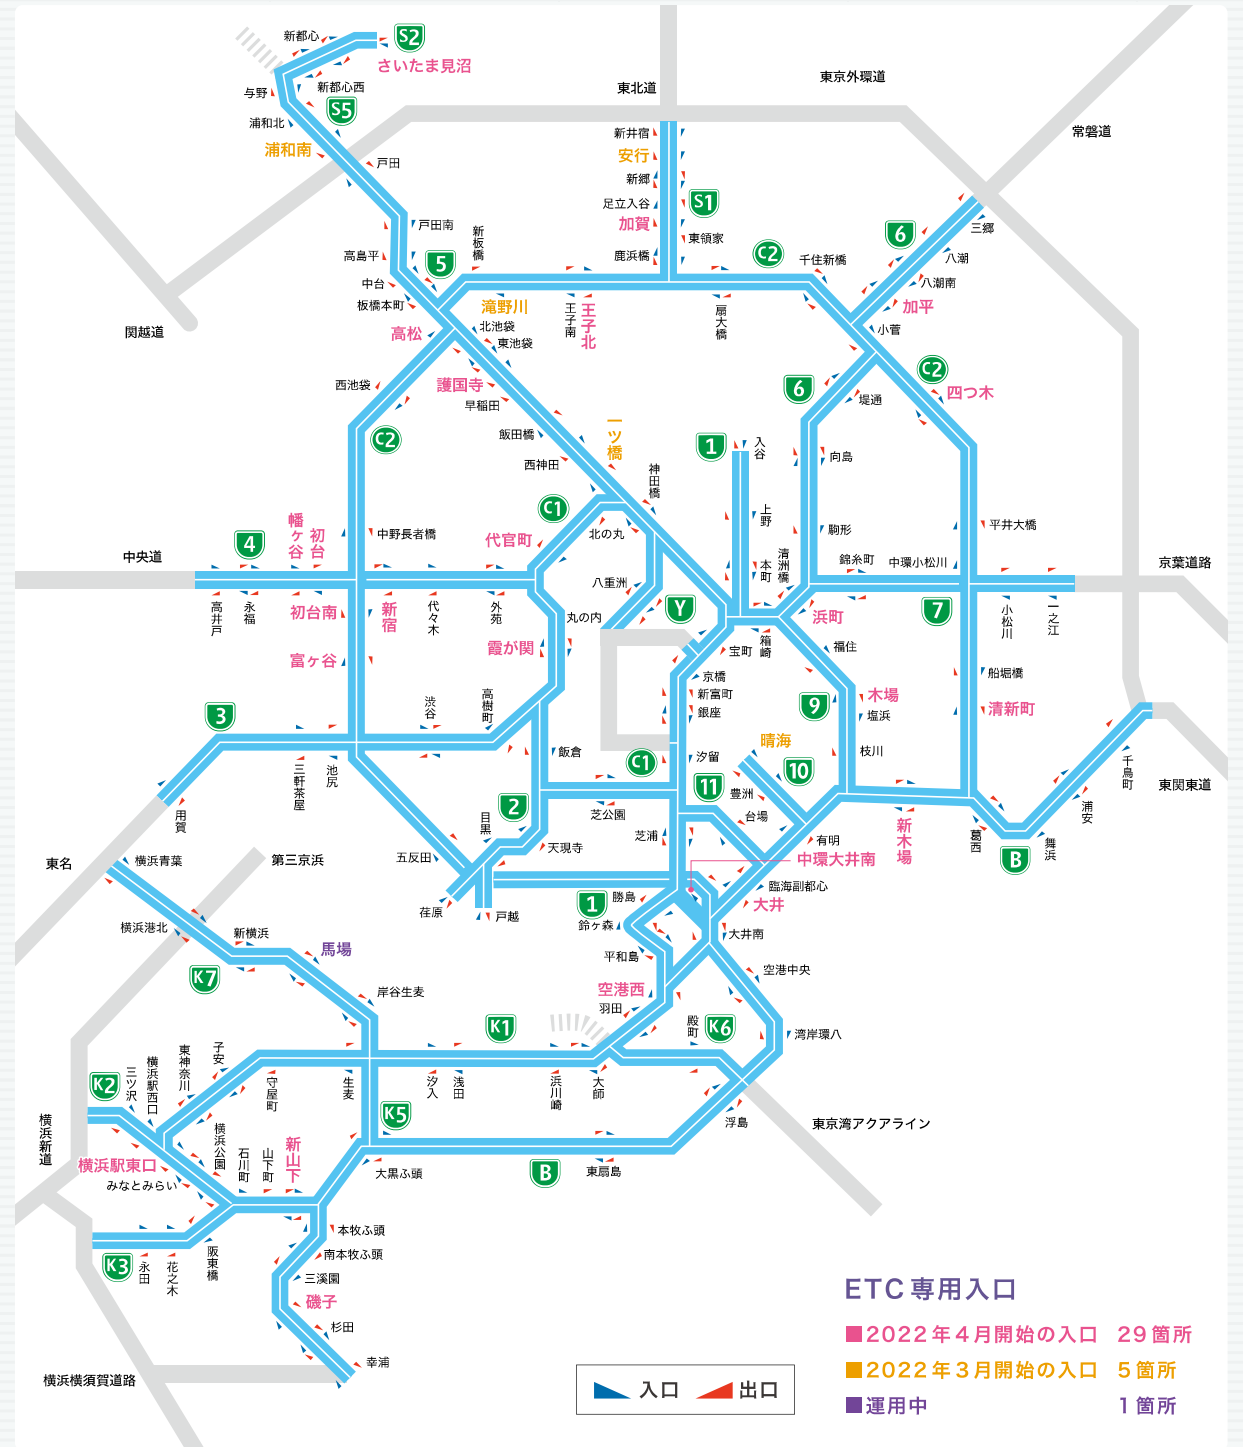 新都心
S2
さいたま見沼
与野
新都心西
S5
浦和北
浦和南
戸田
東北道
東京外環道
常磐道
新井宿
安行
新郷
足立入谷
加賀
鹿浜橋
S1
東領家
戸田南
新板橋
高島平
5
中台
板橋本町
高松
滝野川
北池袋
東池袋
王子南
王子北
扇大橋
C2
千住新橋
6
三郷
八潮
八潮南
加平
小菅
関越道
西池袋
護国寺
早稲田
飯田橋
西神田
一ツ橋
神田橋
C2
6
堤通
C2
四つ木
1
入谷
向島
上野
駒形
平井大橋
幡ヶ谷
初台
4
中央道
中野長者橋
代官町
C1
北の丸
八重洲
本町
清洲橋
錦糸町
中環小松川
京葉道路
高井戸
永福
初台南
新宿
代々木
外苑
丸の内
霞が関
Y
浜町
7
小松川
一之江
富ヶ谷
宝町
箱崎
福住
京橋
新富町
銀座
船堀橋
清新町
木場
塩浜
9
枝川
3
渋谷
高樹町
飯倉
C1
汐留
晴海
10
11
豊洲
台場
三軒茶屋
池尻
用賀
2
目黒
芝公園
芝浦
天現寺
五反田
有明
新木場
葛西
B
舞浜
浦安
千鳥町
東関東道
東名
横浜青葉
第三京浜
荏原
戸越
1
勝島
鈴ヶ森
中環大井南
臨海副都心
大井
大井南
横浜港北
新横浜
馬場
K7
岸谷生麦
平和島
空港西
羽田
空港中央
湾岸環八
殿町
K6
K1
子安
東神奈川
横浜駅西口
三ツ沢
K2
守屋町
生麦
汐入
浅田
浜川崎
大師
浮島
東京湾アクアライン
横浜新道
K5
横浜駅東口
みなとみらい
横浜公園
石川町
山下町
新山下
大黒ふ頭
B
東扇島
K3
永田
花之木
阪東橋
本牧ふ頭
南本牧ふ頭
三溪園
磯子
杉田
幸浦
横浜横須賀道路
入口
出口
ETC専用入口
2022年4月開始の入口 29箇所
2022年3月開始の入口 5箇所
運用中 1箇所